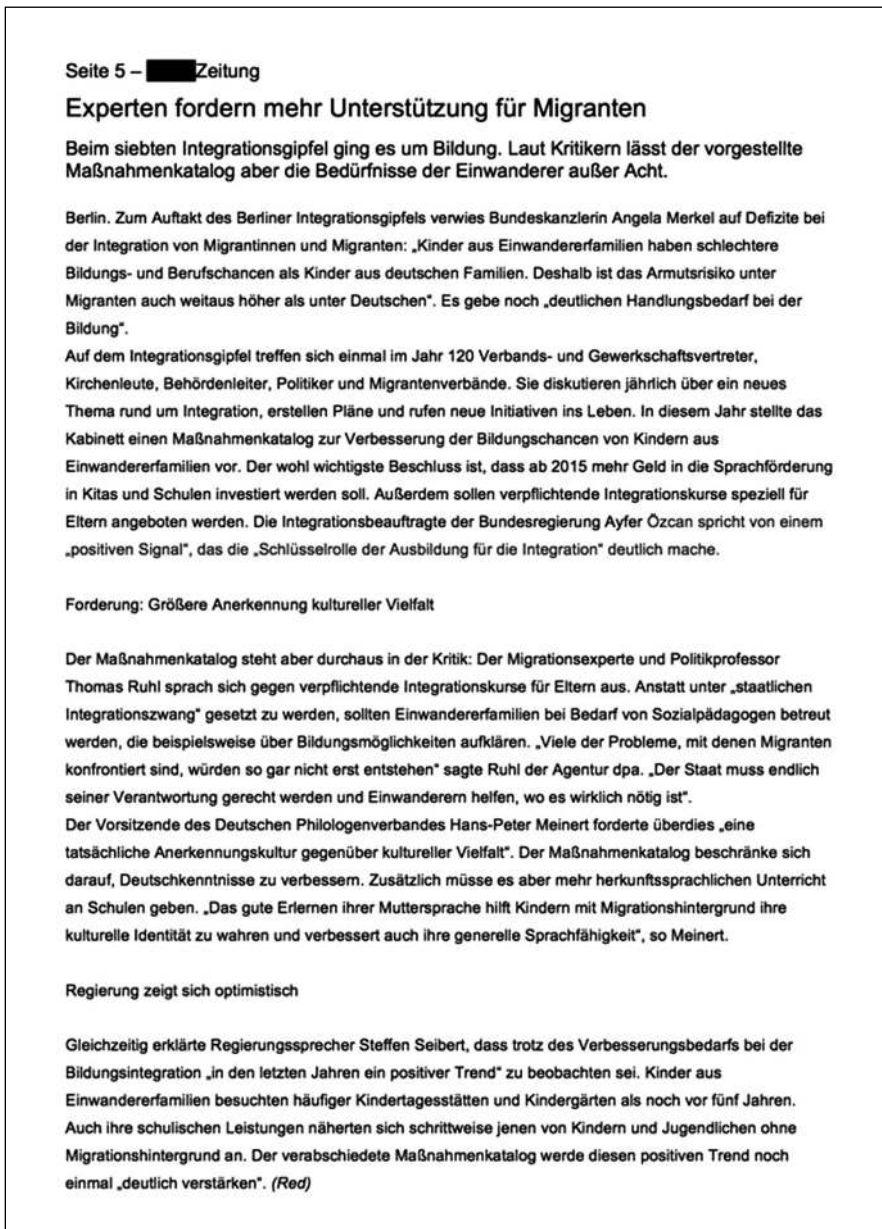 Seite 5 – Zeitung
Experten fordern mehr Unterstützung für Migranten
Beim siebten Integrationsgipfel ging es um Bildung. Laut Kritikern lässt der vorgestellte
Maßnahmenkatalog aber die Bedürfnisse der Einwanderer außer Acht.
Berlin. Zum Auftakt des Berliner Integrationsgipfels verwies Bundeskanzlerin Angela Merkel auf Defizite bei
der Integration von Migrantinnen und Migranten: „Kinder aus Einwandererfamilien haben schlechtere
Bildungs- und Berufschancen als Kinder aus deutschen Familien. Deshalb ist das Armutsrisiko unter
Migranten auch weitaus höher als unter Deutschen“. Es gebe noch „deutlichen Handlungsbedarf bei der
Bildung“.
Auf dem Integrationsgipfel treffen sich einmal im Jahr 120 Verbands- und Gewerkschaftsvertreter,
Kirchenleute, Behördenleiter, Politiker und Migrantenverbände. Sie diskutieren jährlich über ein neues
Thema rund um Integration, erstellen Pläne und rufen neue Initiativen ins Leben. In diesem Jahr stellte das
Kabinett einen Maßnahmenkatalog zur Verbesserung der Bildungschancen von Kindern aus
Einwandererfamilien vor. Der wohl wichtigste Beschluss ist, dass ab 2015 mehr Geld in die Sprachförderung
in Kitas und Schulen investiert werden soll. Außerdem sollen verpflichtende Integrationskurse speziell für
Eltern angeboten werden. Die Integrationsbeauftragte der Bundesregierung Ayfer Özcan spricht von einem
„positiven Signal“, das die „Schlüsselrolle der Ausbildung für die Integration“ deutlich mache.
Forderung: Größere Anerkennung kultureller Vielfalt
Der Maßnahmenkatalog steht aber durchaus in der Kritik: Der Migrationsexperte und Politikprofessor
Thomas Ruhl sprach sich gegen verpflichtende Integrationskurse für Eltern aus. Anstatt unter „staatlichen
Integrationszwang“ gesetzt zu werden, sollten Einwandererfamilien bei Bedarf von Sozialpädagogen betreut
werden, die beispielsweise über Bildungsmöglichkeiten aufklären. „Viele der Probleme, mit denen Migranten
konfrontiert sind, würden so gar nicht erst entstehen“ sagte Ruhl der Agentur dpa. „Der Staat muss endlich
seiner Verantwortung gerecht werden und Einwanderern helfen, wo es wirklich nötig ist“.
Der Vorsitzende des Deutschen Philologenverbandes Hans-Peter Meinert forderte überdies „eine
tatsächliche Anerkennungskultur gegenüber kultureller Vielfalt“. Der Maßnahmenkatalog beschränke sich
darauf, Deutschkenntnisse zu verbessern. Zusätzlich müsse es aber mehr herkunftssprachlichen Unterricht
an Schulen geben. „Das gute Erlernen ihrer Muttersprache hilft Kindern mit Migrationshintergrund ihre
kulturelle Identität zu wahren und verbessert auch ihre generelle Sprachfähigkeit“, so Meinert.
Regierung zeigt sich optimistisch
Gleichzeitig erklärte Regierungssprecher Steffen Seibert, dass trotz des Verbesserungsbedarfs bei der
Bildungsintegration „in den letzten Jahren ein positiver Trend“ zu beobachten sei. Kinder aus
Einwandererfamilien besuchten häufiger Kindertagesstätten und Kindergärten als noch vor fünf Jahren.
Auch ihre schulischen Leistungen näherten sich schrittweise jenen von Kindern und Jugendlichen ohne
Migrationshintergrund an. Der verabschiedete Maßnahmenkatalog werde diesen positiven Trend noch
einmal „deutlich verstärken“. (Red)